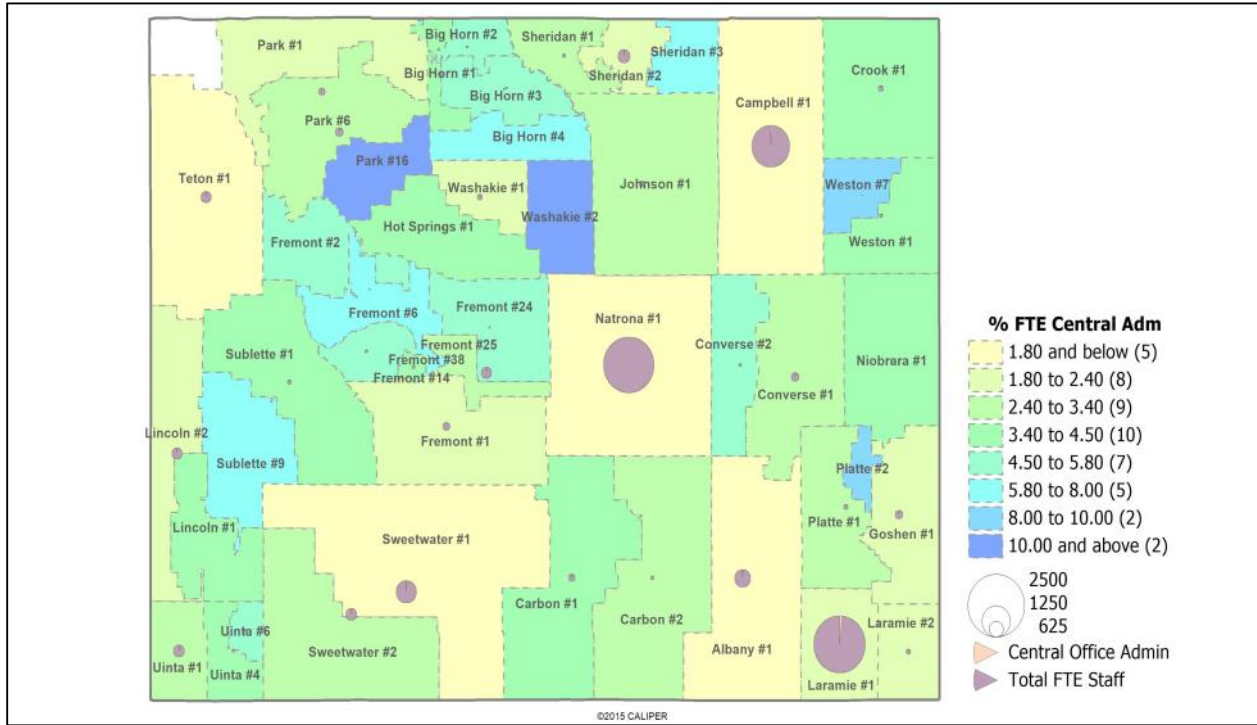 Park #1
Big Horn #2
Sheridan #1
Sheridan #3
Big Horn #1
Sheridan #2
Crook #1
Big Horn #3
Campbell #1
Park #6
Big Horn #4
Park #16
Teton #1
Washakie #1
Johnson #1
Weston #7
Washakie #2
Hot Springs #1
Fremont #2
Weston #1
Fremont #24
Fremont #6
Natrona #1
Fremont #25
Converse #2
Sublette #1
Fremont #38
Niobrara #1
Fremont #14
Converse #1
Lincoln #2
Fremont #1
Sublette #9
Platte #2
Lincoln #1
Platte #1
Goshen #1
Sweetwater #1
Carbon #1
Carbon #2
Laramie #2
Uinta #6
Sweetwater #2
Albany #1
Uinta #1
Uinta #4
Laramie #1
% FTE Central Adm
1.80 and below (5)
1.80 to 2.40 (8)
2.40 to 3.40 (9)
3.40 to 4.50 (10)
4.50 to 5.80 (7)
5.80 to 8.00 (5)
8.00 to 10.00 (2)
10.00 and above (2)
2500
1250
625
Central Office Admin
Total FTE Staff
©2015 CALIPER